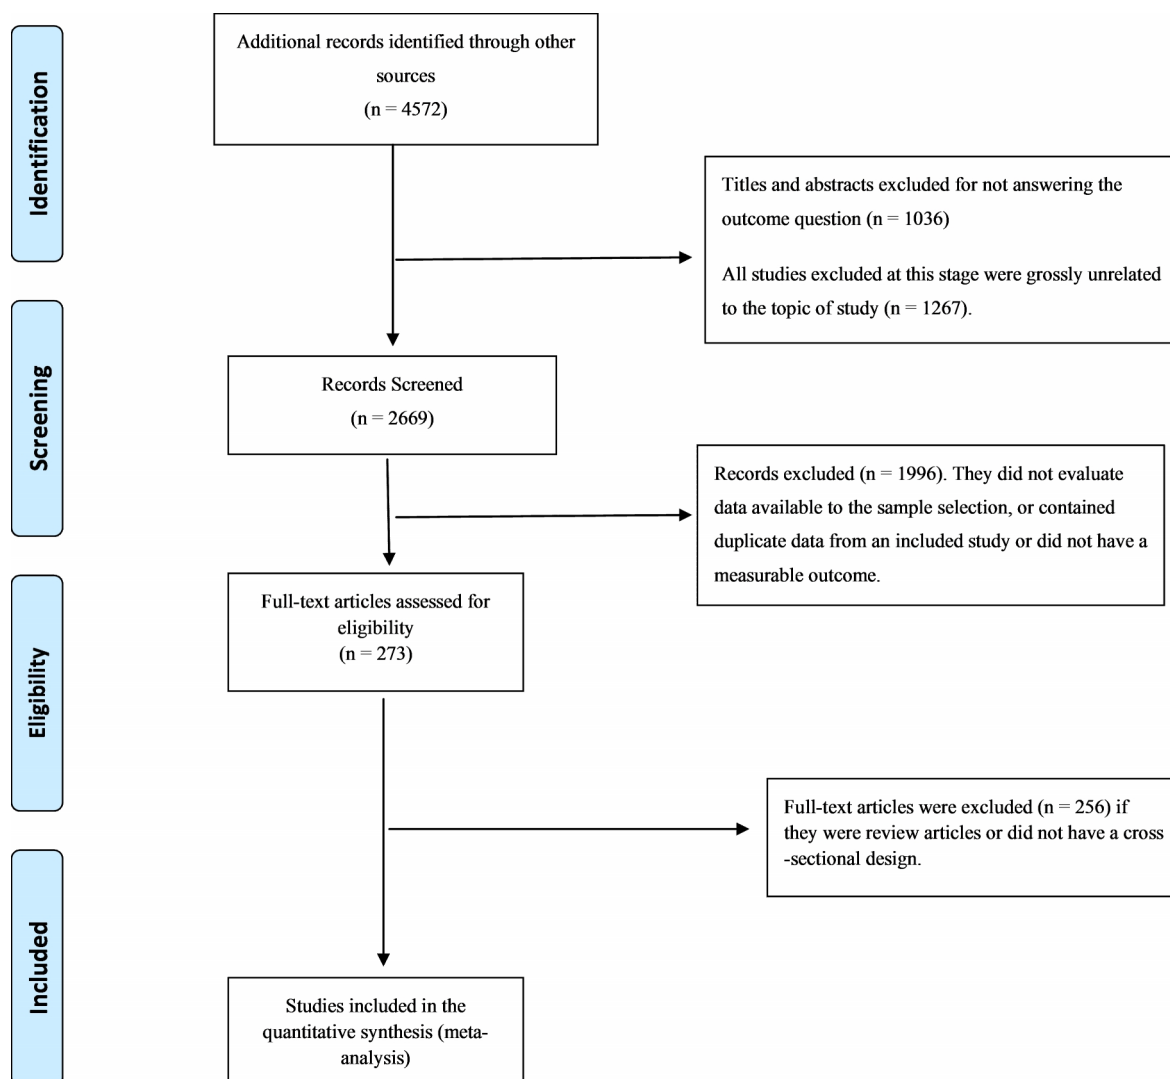 Identification
Additional records identified through other
sources
(n = 4572)
Titles and abstracts excluded for not answering the
outcome question (n = 1036)
All studies excluded at this stage were grossly unrelated
to the topic of study (n = 1267).
Screening
Records Screened
(n = 2669)
Records excluded (n = 1996). They did not evaluate
data available to the sample selection, or contained
duplicate data from an included study or did not have a
measurable outcome.
Eligibility
Full-text articles assessed for
eligibility
(n = 273)
Full-text articles were excluded (n = 256) if
they were review articles or did not have a cross
-sectional design.
Included
Studies included in the
quantitative synthesis (meta-
analysis)